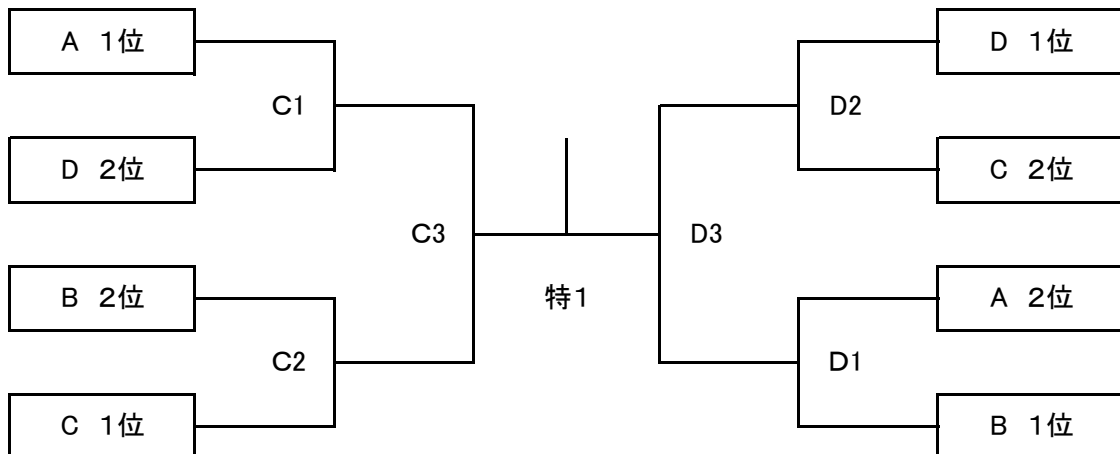 A 1位
D 1位
C1
D2
D 2位
C 2位
C3
D3
B 2位
特1
A 2位
C2
D1
C 1位
B 1位